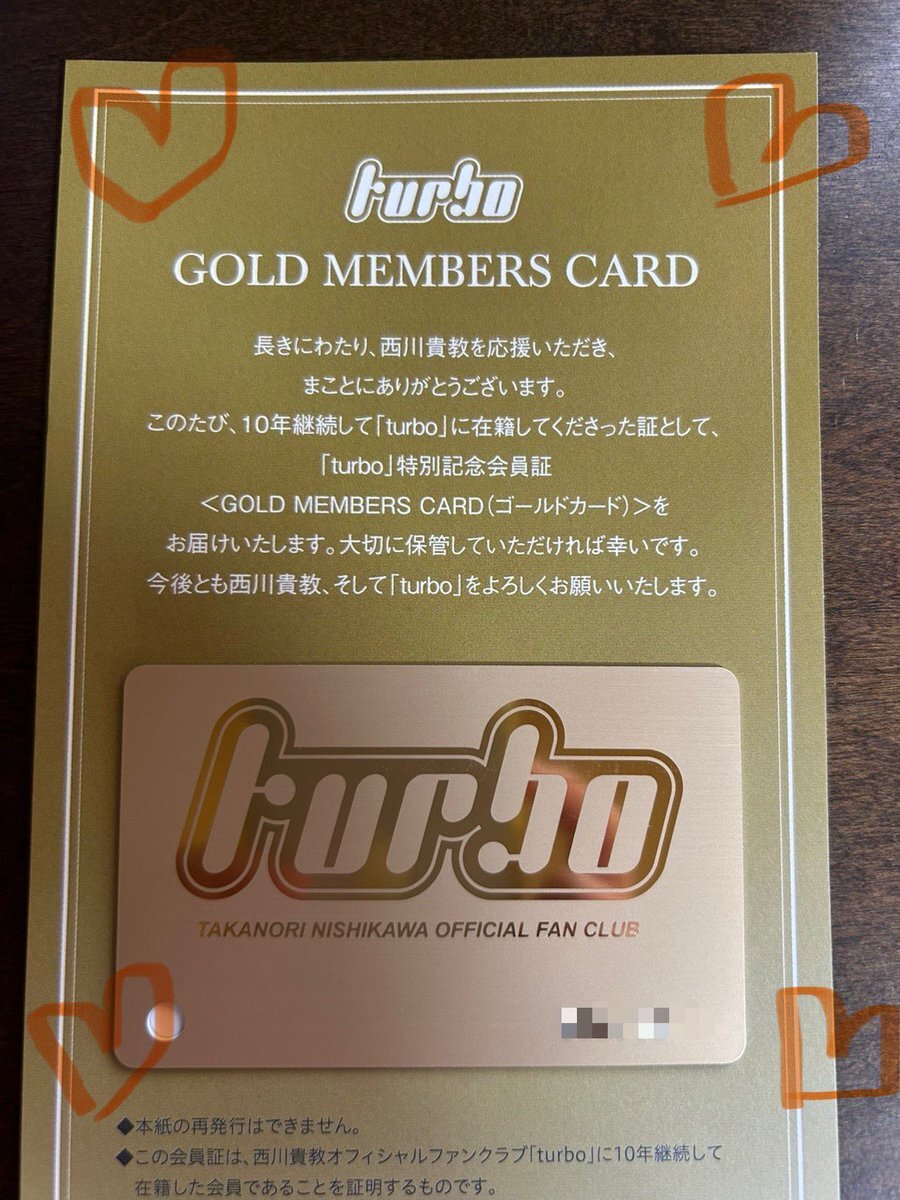 turbo
GOLD MEMBERS CARD
長きにわたり、西川貴教を応援いただき、
まことにありがとうございます。
このたび、10年継続して「turbo」に在籍してくださった証として、
「turbo」特別記念会員証
＜GOLD MEMBERS CARD（ゴールドカード）＞を
お届けいたします。大切に保管していただければ幸いです。
今後とも西川貴教、そして「turbo」をよろしくお願いいたします。
turbo
TAKANORI NISHIKAWA OFFICIAL FAN CLUB
◆本紙の再発行はできません。
◆この会員証は、西川貴教オフィシャルファンクラブ「turbo」に10年継続して
在籍した会員であることを証明するものです。